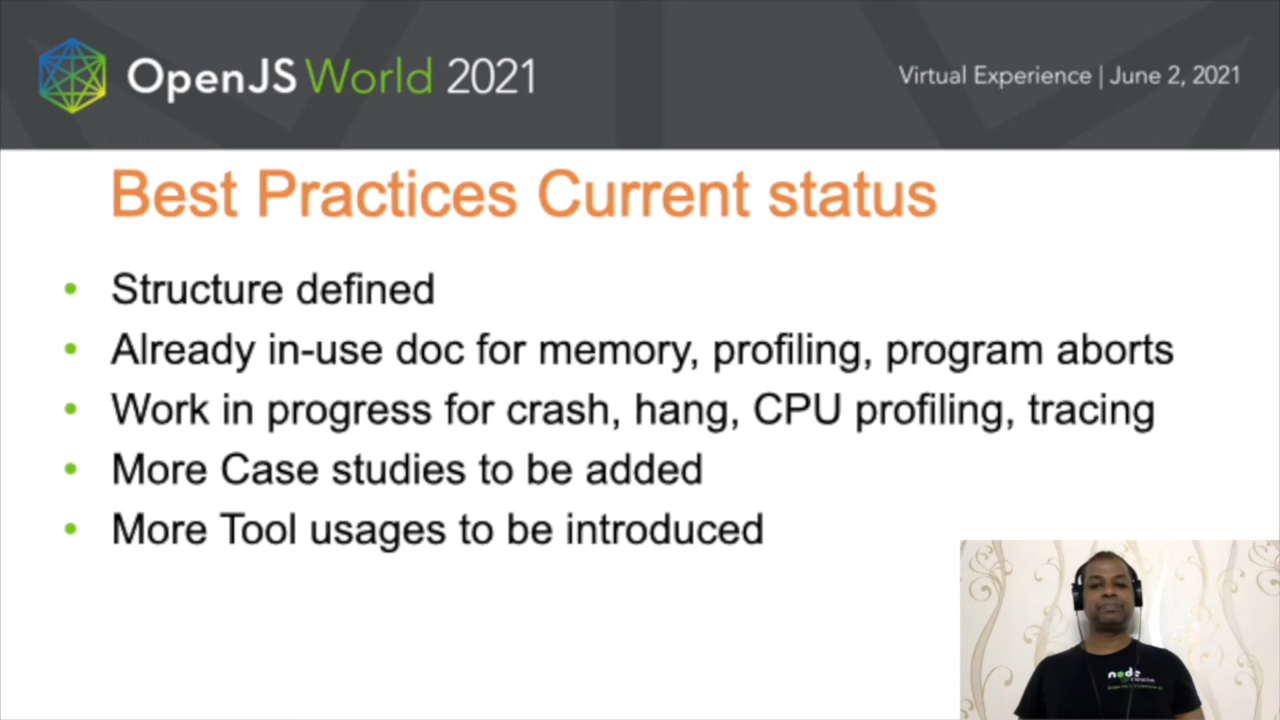 OpenJS World 2021
Virtual Experience | June 2, 2021
Best Practices Current status
• Structure defined
• Already in-use doc for memory, profiling, program aborts
• Work in progress for crash, hang, CPU profiling, tracing
• More Case studies to be added
• More Tool usages to be introduced
node